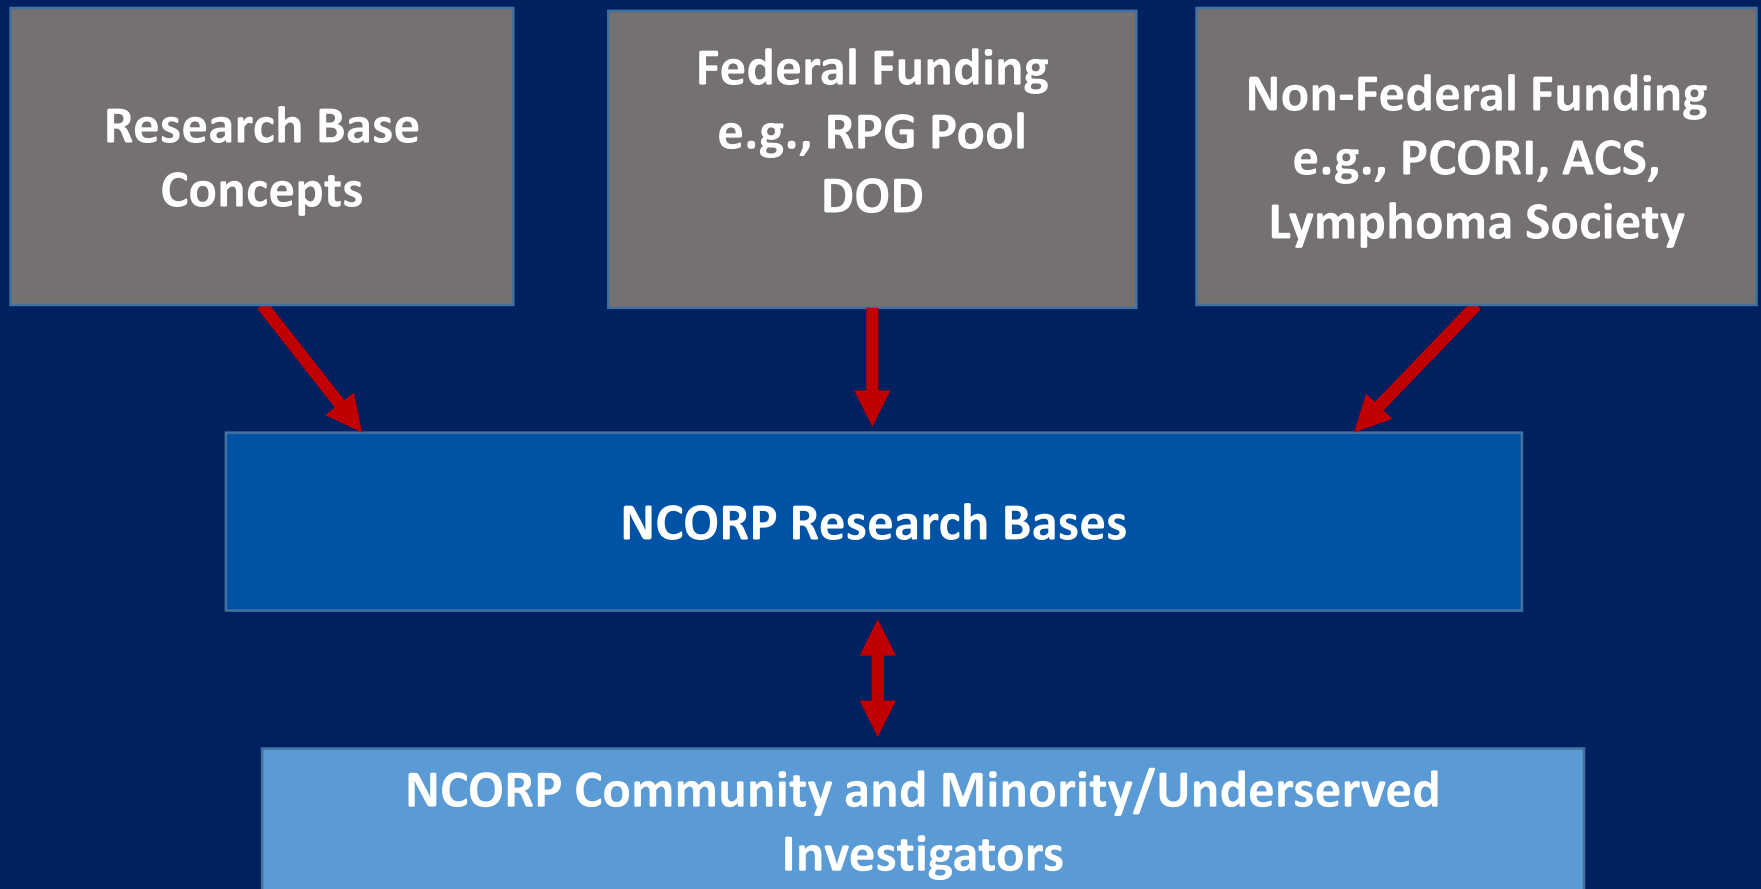 Research Base
Concepts
Federal Funding
e.g., RPG Pool
DOD
Non-Federal Funding
e.g., PCORI, ACS,
Lymphoma Society
NCORP Research Bases
NCORP Community and Minority/Underserved
Investigators